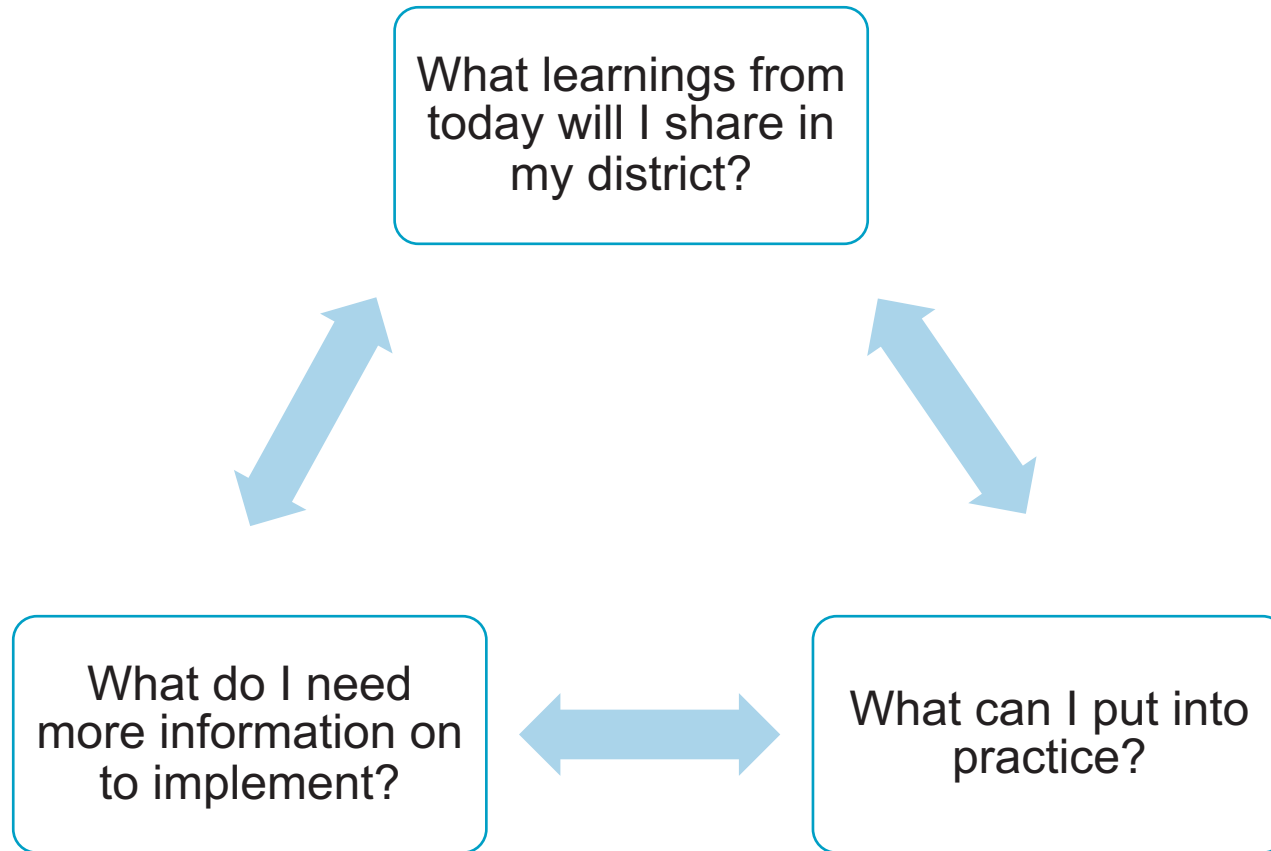 What learnings from
today will I share in
my district?
What do I need
more information on
to implement?
What can I put into
practice?